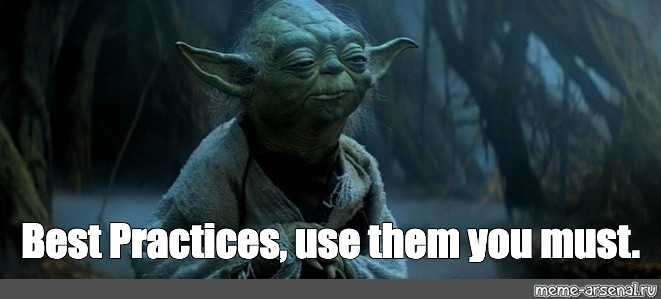 Best Practices, use them you must.
meme-arsenal.ru